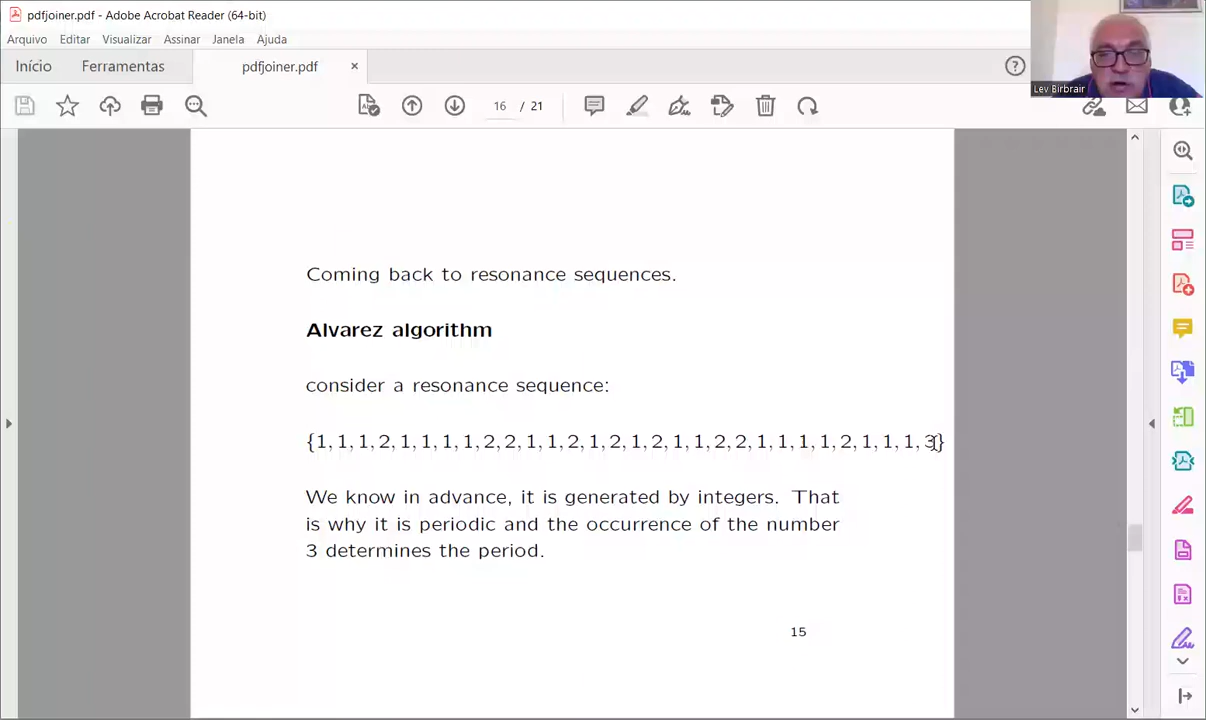 pdfjoiner.pdf - Adobe Acrobat Reader (64-bit)
Arquivo Editar Visualizar Assinar Janela Ajuda
Início Ferramentas pdfjoiner.pdf ×
16 / 21
Lev Birbrair
Coming back to resonance sequences.
Alvarez algorithm
consider a resonance sequence:
{1, 1, 1, 2, 1, 1, 1, 1, 2, 2, 1, 1, 2, 1, 2, 1, 2, 1, 1, 2, 2, 1, 1, 1, 1, 2, 1, 1, 1, 3}
We know in advance, it is generated by integers. That
is why it is periodic and the occurrence of the number
3 determines the period.
15